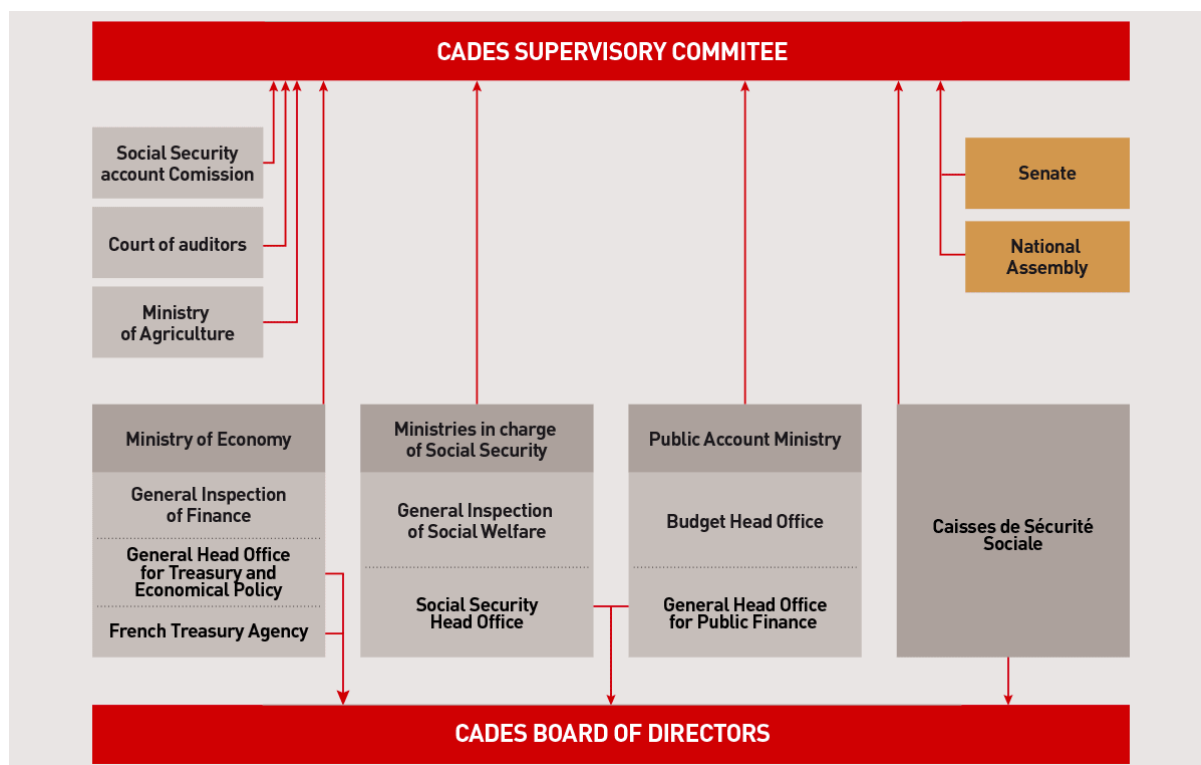 CADES SUPERVISORY COMMITEE
Social Security
account Comission
Court of auditors
Ministry
of Agriculture
Senate
National
Assembly
Ministry of Economy
General Inspection
of Finance
General Head Office
for Treasury and
Economical Policy
French Treasury Agency
Ministries in charge
of Social Security
General Inspection
of Social Welfare
Social Security
Head Office
Public Account Ministry
Budget Head Office
General Head Office
for Public Finance
Caisses de Sécurité
Sociale
CADES BOARD OF DIRECTORS